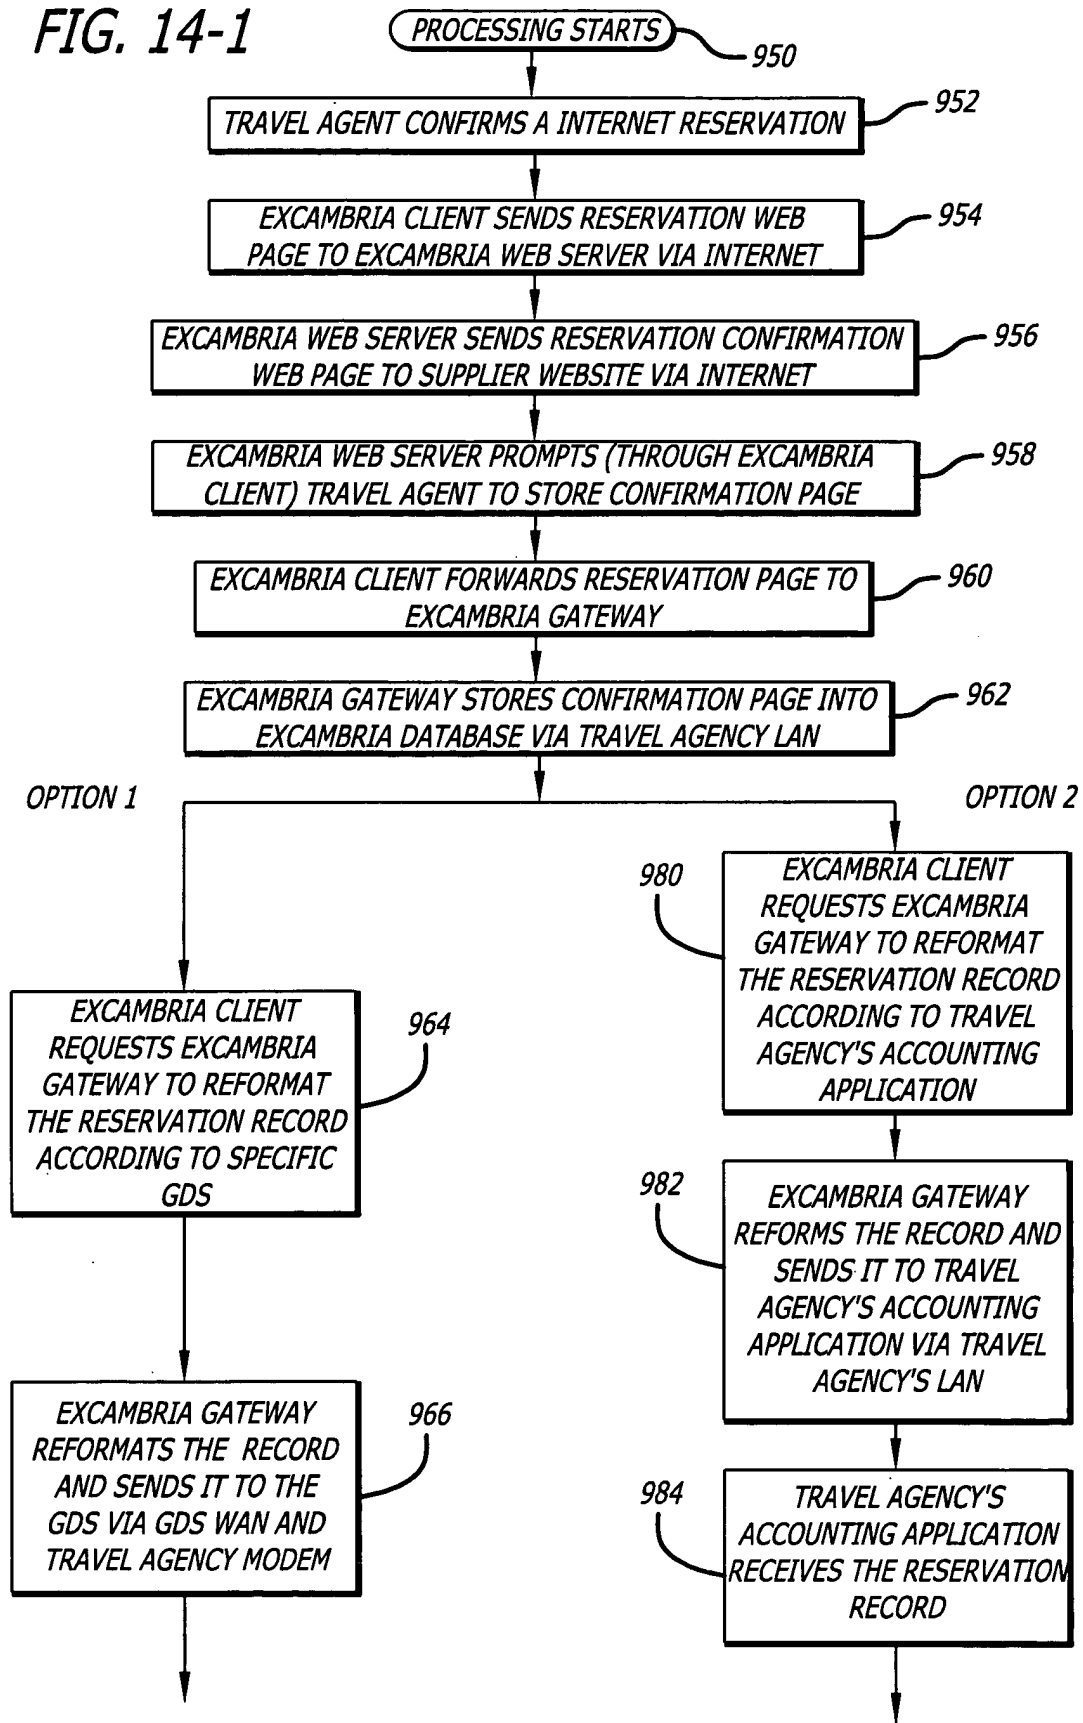 FIG. 14-1
PROCESSING STARTS
950
TRAVEL AGENT CONFIRMS A INTERNET RESERVATION
952
EXCAMBRIA CLIENT SENDS RESERVATION WEB
PAGE TO EXCAMBRIA WEB SERVER VIA INTERNET
954
EXCAMBRIA WEB SERVER SENDS RESERVATION CONFIRMATION
WEB PAGE TO SUPPLIER WEBSITE VIA INTERNET
956
EXCAMBRIA WEB SERVER PROMPTS (THROUGH EXCAMBRIA
CLIENT) TRAVEL AGENT TO STORE CONFIRMATION PAGE
958
EXCAMBRIA CLIENT FORWARDS RESERVATION PAGE TO
EXCAMBRIA GATEWAY
960
EXCAMBRIA GATEWAY STORES CONFIRMATION PAGE INTO
EXCAMBRIA DATABASE VIA TRAVEL AGENCY LAN
962
OPTION 1
EXCAMBRIA CLIENT
REQUESTS EXCAMBRIA
GATEWAY TO REFORMAT
THE RESERVATION RECORD
ACCORDING TO SPECIFIC
GDS
964
EXCAMBRIA GATEWAY
REFORMATS THE RECORD
AND SENDS IT TO THE
GDS VIA GDS WAN AND
TRAVEL AGENCY MODEM
966
OPTION 2
980
EXCAMBRIA CLIENT
REQUESTS EXCAMBRIA
GATEWAY TO REFORMAT
THE RESERVATION RECORD
ACCORDING TO TRAVEL
AGENCY'S ACCOUNTING
APPLICATION
982
EXCAMBRIA GATEWAY
REFORMS THE RECORD AND
SENDS IT TO TRAVEL
AGENCY'S ACCOUNTING
APPLICATION VIA TRAVEL
AGENCY'S LAN
984
TRAVEL AGENCY'S
ACCOUNTING APPLICATION
RECEIVES THE RESERVATION
RECORD